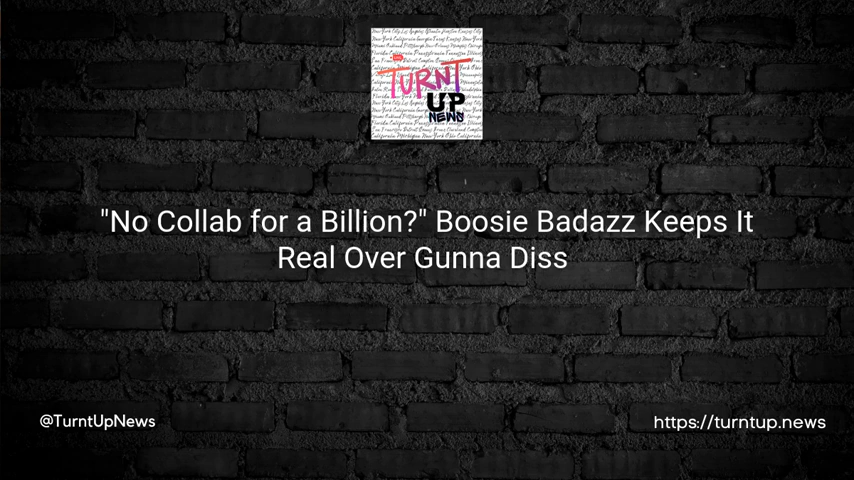 TURNT
UP
NEWS
"No Collab for a Billion?" Boosie Badazz Keeps It
Real Over Gunna Diss
@TurntUpNews
https://turntup.news